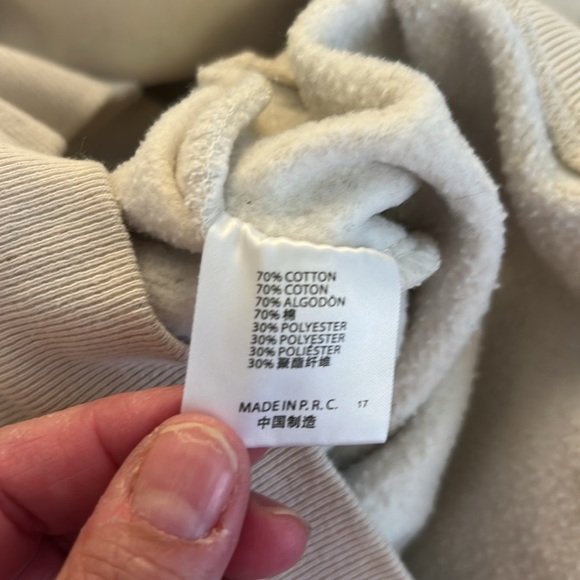 70% COTTON
70% COTON
70% ALGODÓN
70% 棉
30% POLYESTER
30% POLYESTER
30% POLIÉSTER
30% 聚酯纤维
MADE IN P. R. C. 17
中国制造